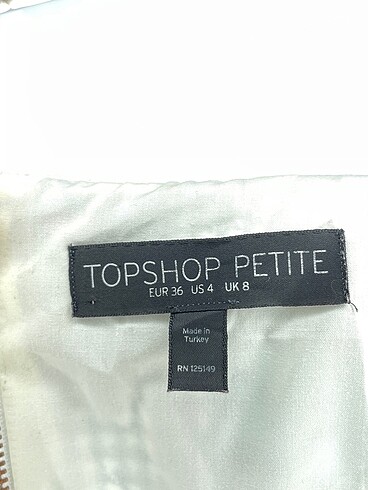 TOPSHOP PETITE
EUR 36 US 4 UK 8
Made in
Turkey
RN 125149